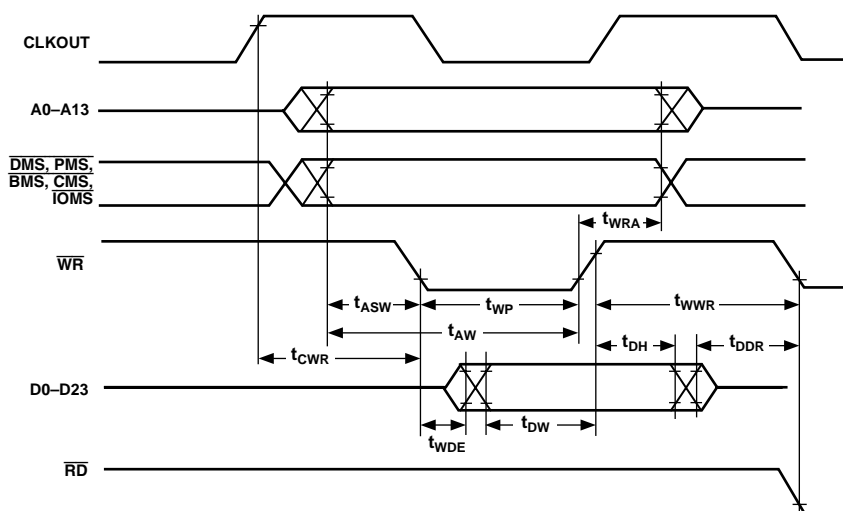 CLKOUT
A0–A13
DMS, PMS,
BMS, CMS,
IOMS
tWRA
WR
tASW
tWP
tWWR
tAW
tCWR
tDH
tDDR
D0–D23
tWDE
tDW
RD